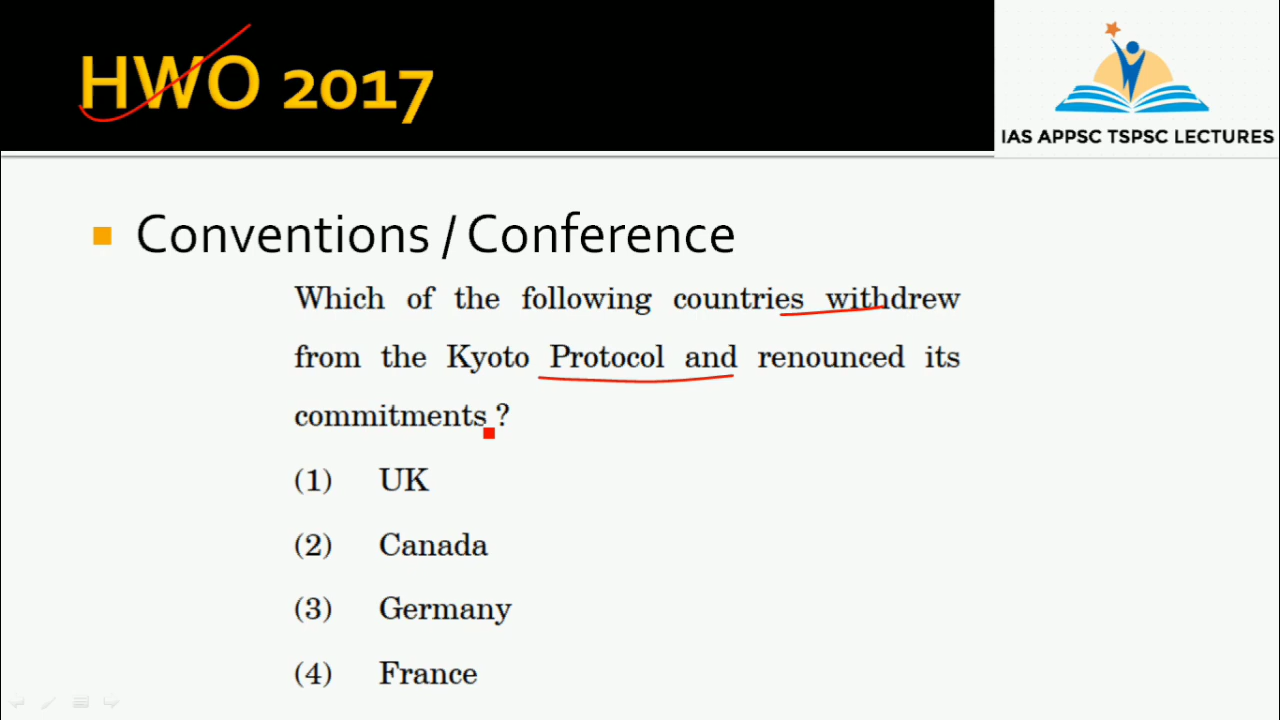 HWO 2017
IAS APPSC TSPSC LECTURES
Conventions / Conference
Which of the following countries withdrew
from the Kyoto Protocol and renounced its
commitments ?
(1) UK
(2) Canada
(3) Germany
(4) France